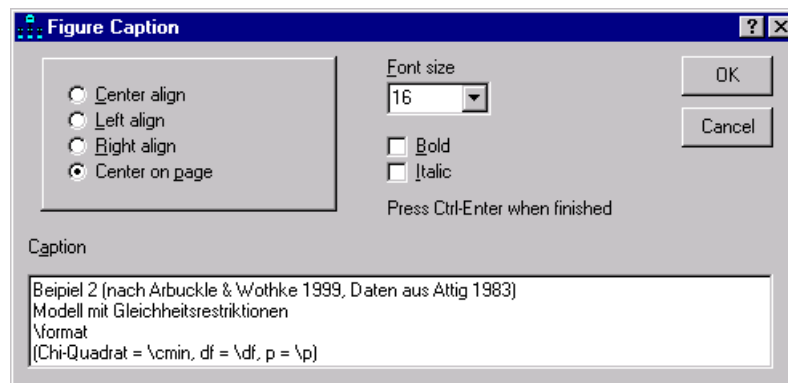 Figure Caption
Center align
Left align
Right align
Center on page
Font size
16
Bold
Italic
Press Ctrl-Enter when finished
OK
Cancel
Caption
Beipiel 2 (nach Arbuckle & Wothke 1999, Daten aus Attig 1983)
Modell mit Gleichheitsrestriktionen
\format
(Chi-Quadrat = \cmin, df = \df, p = \p)